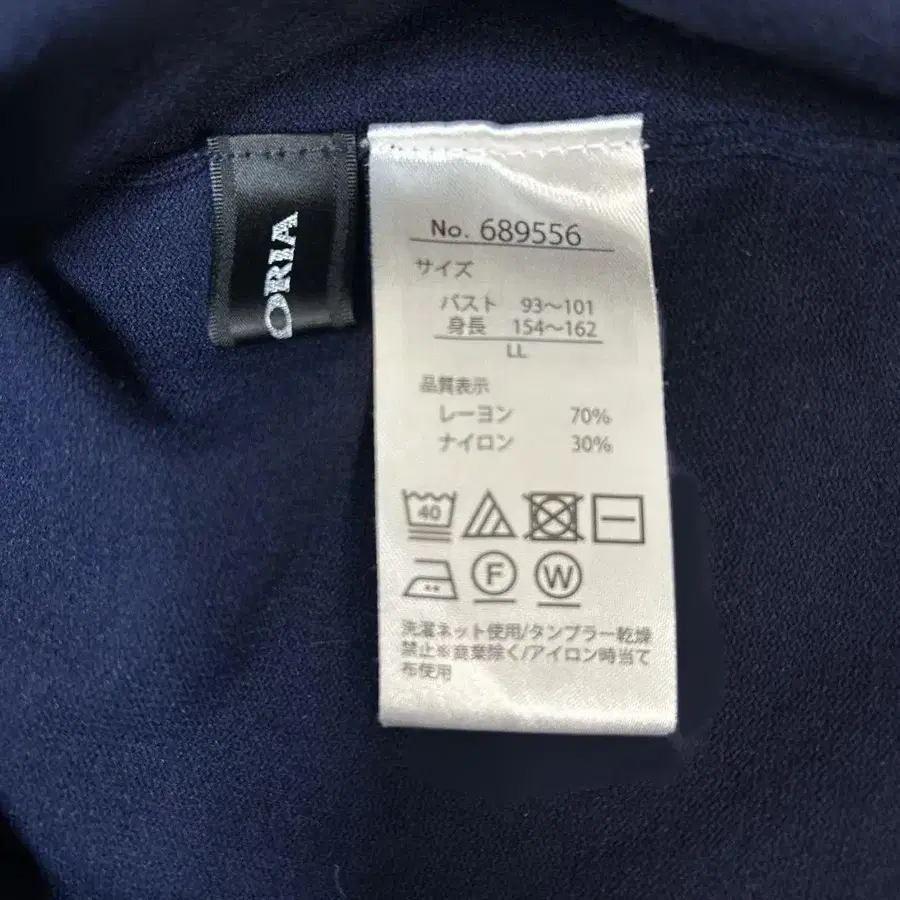 ORIA
No. 689556
サイズ
バスト 93〜101
身長 154〜162
LL
品質表示
レーヨン 70%
ナイロン 30%
40
F W
洗濯ネット使用/タンブラー乾燥
禁止※産業除く/アイロン時当て
布使用